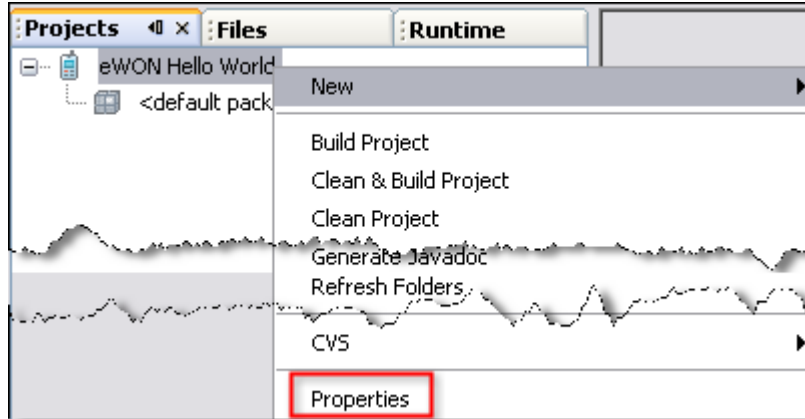 Projects Files Runtime
eWON Hello World
<default pack
New
Build Project
Clean & Build Project
Clean Project
Generate Javadoc
Refresh Folders
CVS
Properties